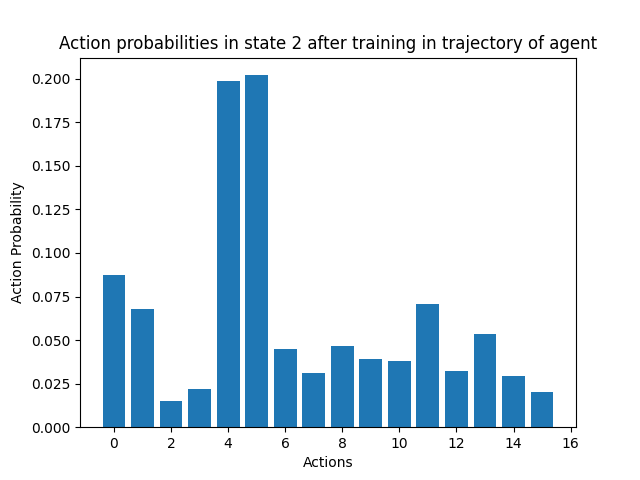 Action probabilities in state 2 after training in trajectory of agent
0.200
0.175
0.150
0.125
0.100
0.075
0.050
0.025
0.000
Action Probability
0 2 4 6 8 10 12 14 16
Actions